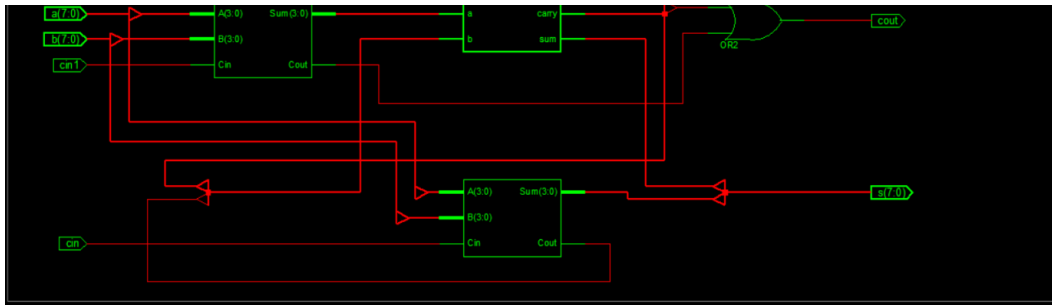 a(7:0) A(3:0) Sum(3:0) a carry cout
b(7:0) B(3:0) b sum
OR2
cin1 Cin Cout
A(3:0) Sum(3:0) s(7:0)
B(3:0)
cin Cin Cout